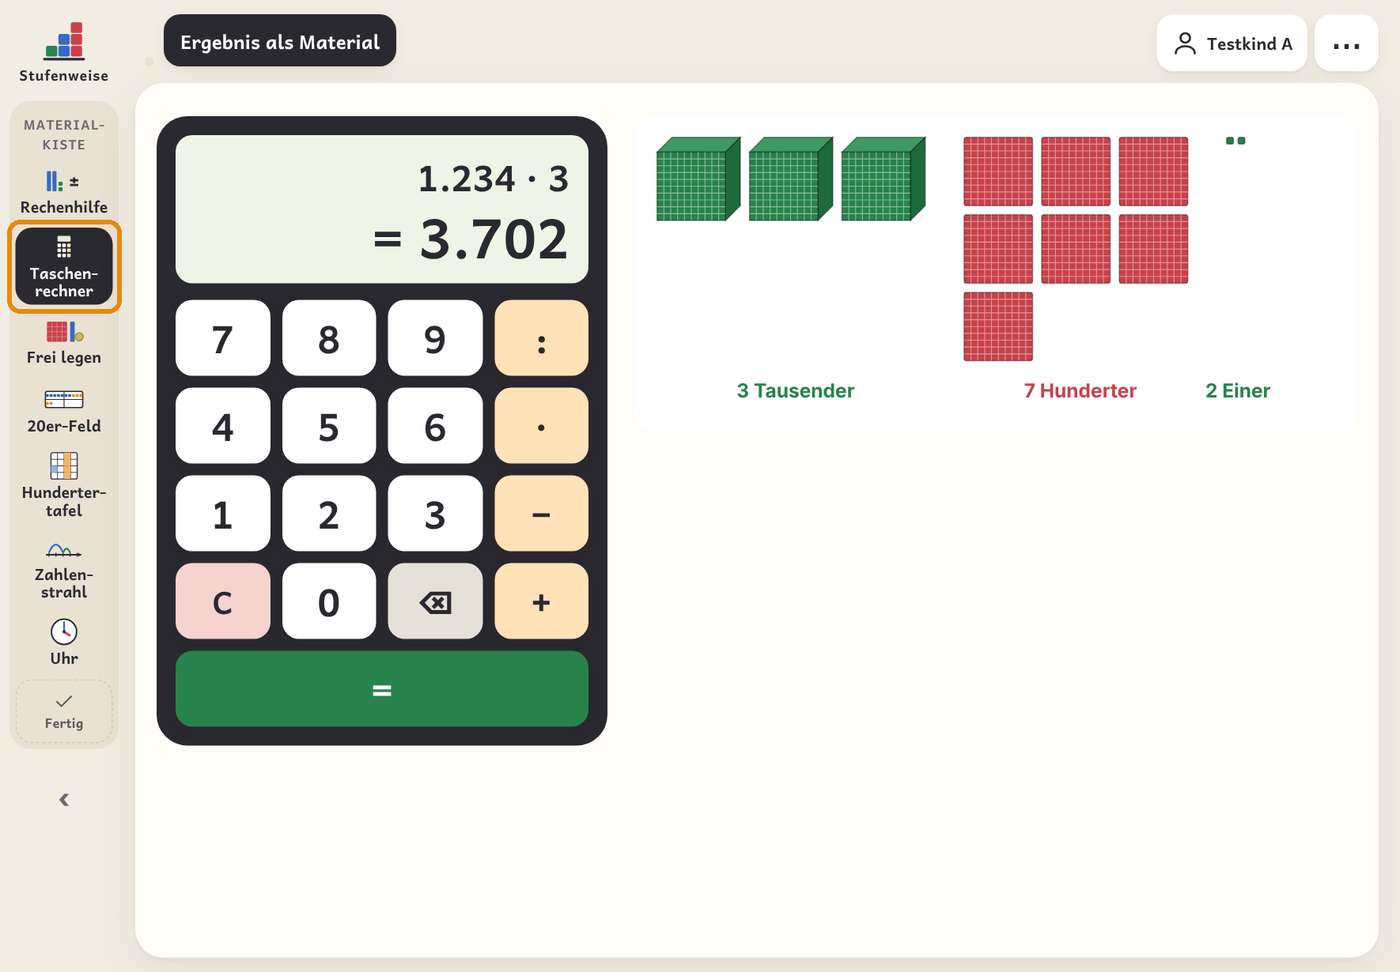 Stufenweise
Ergebnis als Material
Testkind A
...
MATERIAL-
KISTE
Rechenhilfe
Taschen-
rechner
Frei legen
20er-Feld
Hunderter-
tafel
Zahlen-
strahl
Uhr
Fertig
‹
1.234 · 3
= 3.702
7 8 9 :
4 5 6 ·
1 2 3 −
C 0 +
=
3 Tausender 7 Hunderter 2 Einer